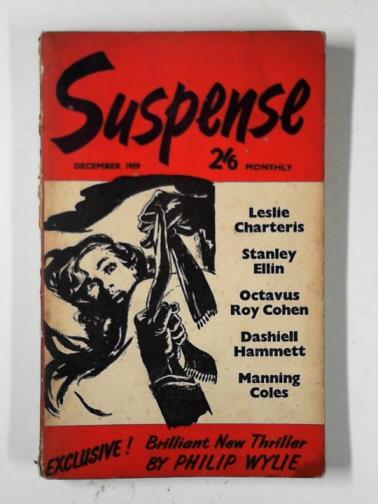 Suspense
DECEMBER 1959 2/6 MONTHLY
Leslie
Charteris
Stanley
Ellin
Octavus
Roy Cohen
Dashiell
Hammett
Manning
Coles
EXCLUSIVE! Brilliant New Thriller
BY PHILIP WYLIE